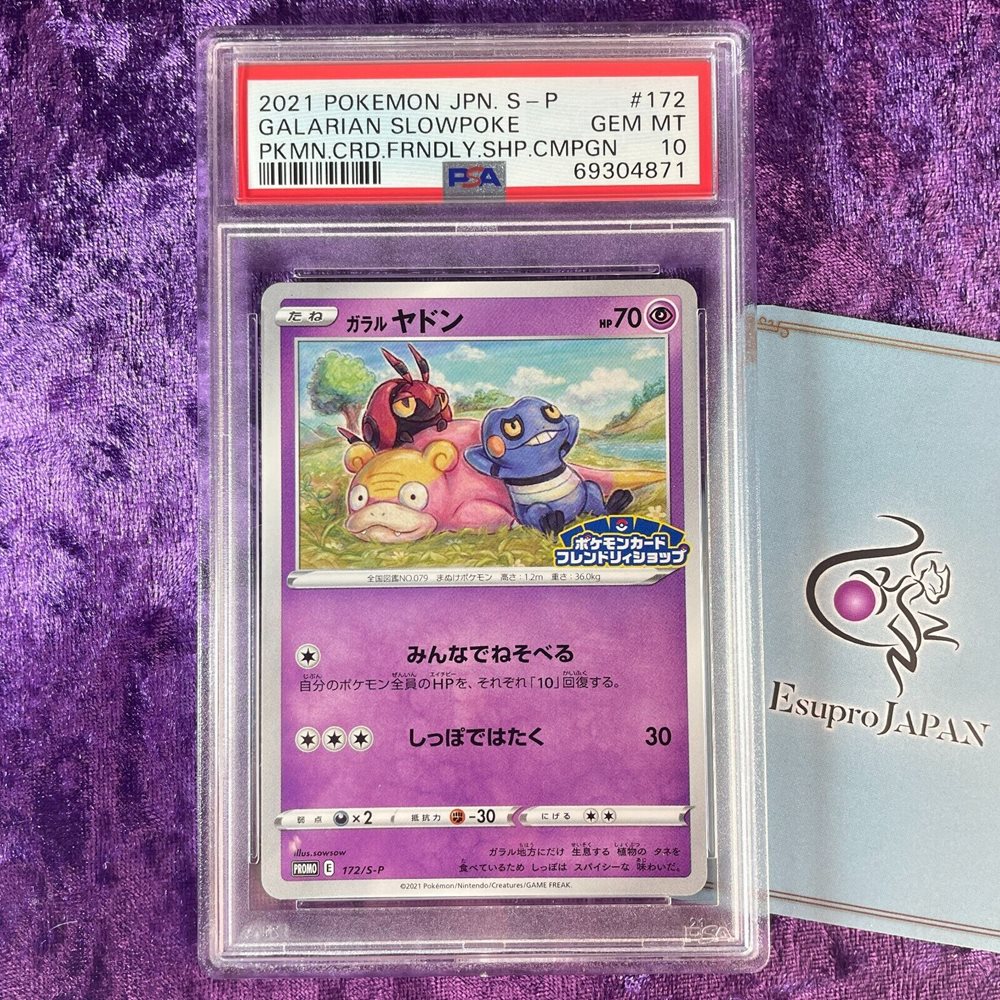 2021 POKEMON JPN. S-P #172
GALARIAN SLOWPOKE GEM MT
PKMN.CRD.FRNDLY.SHP.CMPGN 10
PSA 69304871
たね ガラル ヤドン HP70
ポケモンカード
フレンドリィショップ
全国図鑑NO.079 まぬけポケモン 高さ：1.2m 重さ：36.0kg
みんなでねそべる
自分のポケモン全員のHPを、それぞれ「10」回復する。
しっぽではたく 30
弱点 ×2 抵抗力 -30 にげる
illus.sowsow
ガラル地方にだけ 生息する 植物の タネを
食べているため しっぽは スパイシーな 味わいだ。
PROMO E 172/S-P
©2021 Pokémon/Nintendo/Creatures/GAME FREAK.
EsuproJAPAN